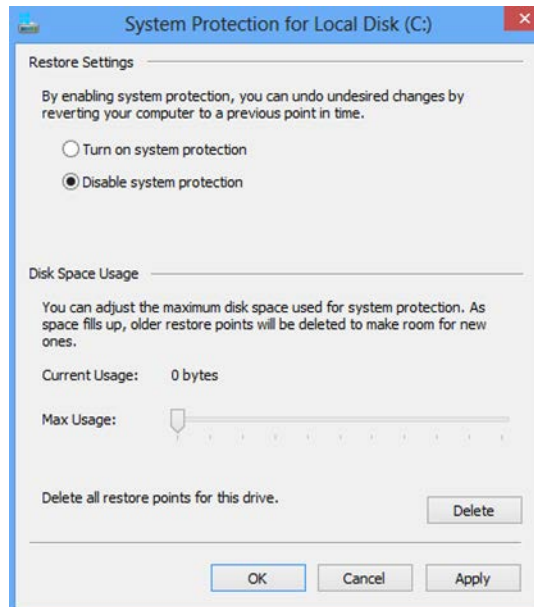 System Protection for Local Disk (C:)
Restore Settings
By enabling system protection, you can undo undesired changes by
reverting your computer to a previous point in time.
Turn on system protection
Disable system protection
Disk Space Usage
You can adjust the maximum disk space used for system protection. As
space fills up, older restore points will be deleted to make room for new
ones.
Current Usage: 0 bytes
Max Usage:
Delete all restore points for this drive.
Delete
OK Cancel Apply